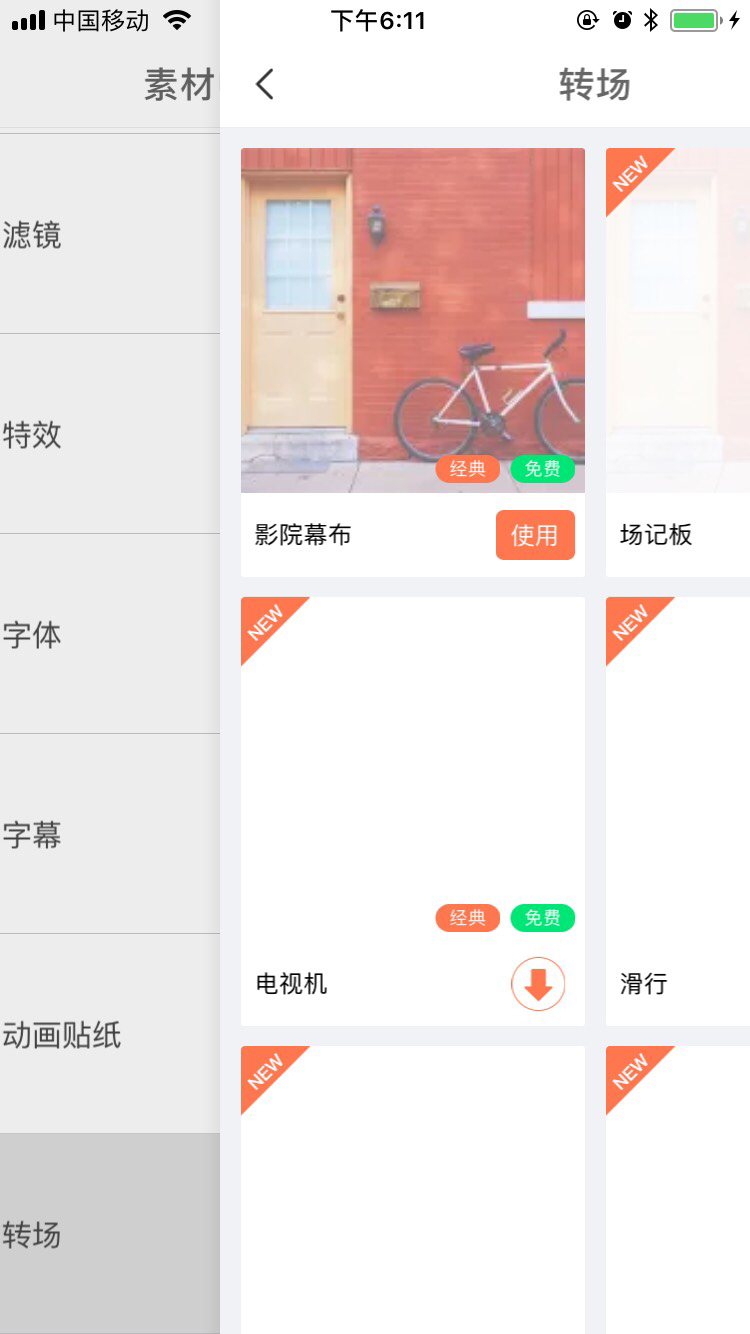 中国移动
下午6:11
素材
滤镜
特效
字体
字幕
动画贴纸
转场
转场
经典 免费
影院幕布
使用
NEW
场记板
NEW
经典 免费
电视机
NEW
滑行
NEW
NEW